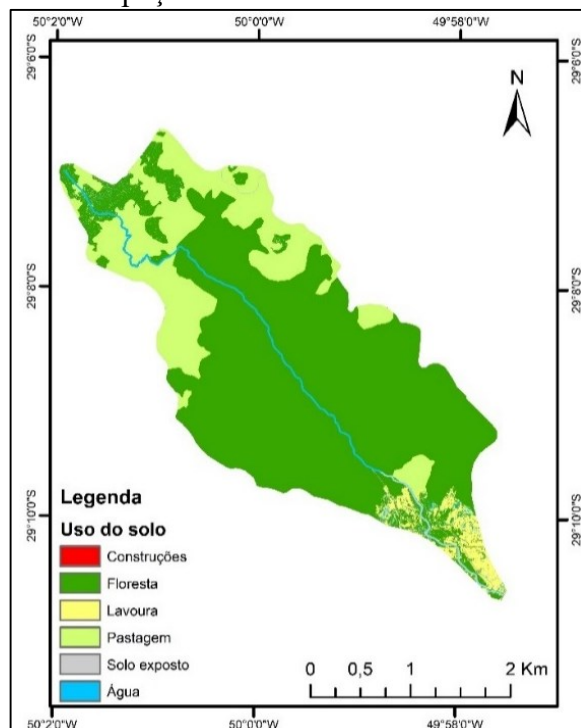 50°2'0"W 50°0'0"W 49°58'0"W
29°6'0"S 29°6'0"S
N
29°8'0"S 29°8'0"S
29°10'0"S 29°10'0"S
Legenda
Uso do solo
Construções
Floresta
Lavoura
Pastagem
Solo exposto
Água
0 0,5 1 2 Km
50°2'0"W 50°0'0"W 49°58'0"W